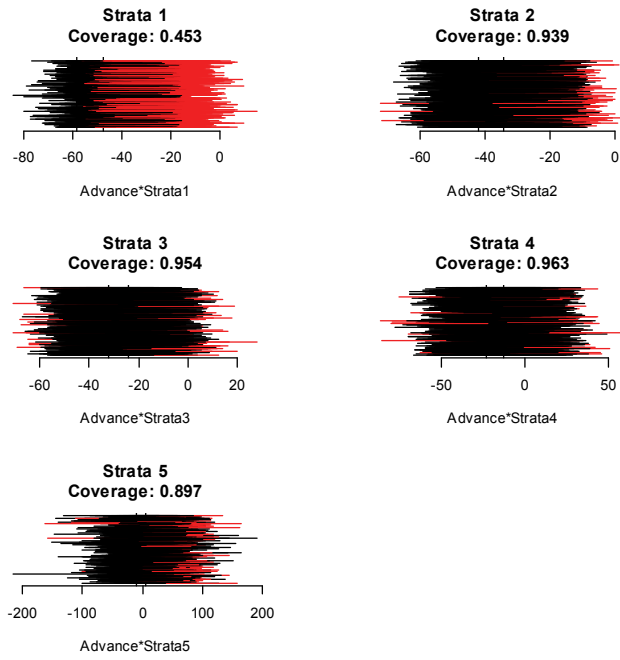 Strata 1
Coverage: 0.453
-80 -60 -40 -20 0
Advance*Strata1
Strata 2
Coverage: 0.939
-60 -40 -20 0
Advance*Strata2
Strata 3
Coverage: 0.954
-60 -40 -20 0 20
Advance*Strata3
Strata 4
Coverage: 0.963
-50 0 50
Advance*Strata4
Strata 5
Coverage: 0.897
-200 -100 0 100 200
Advance*Strata5